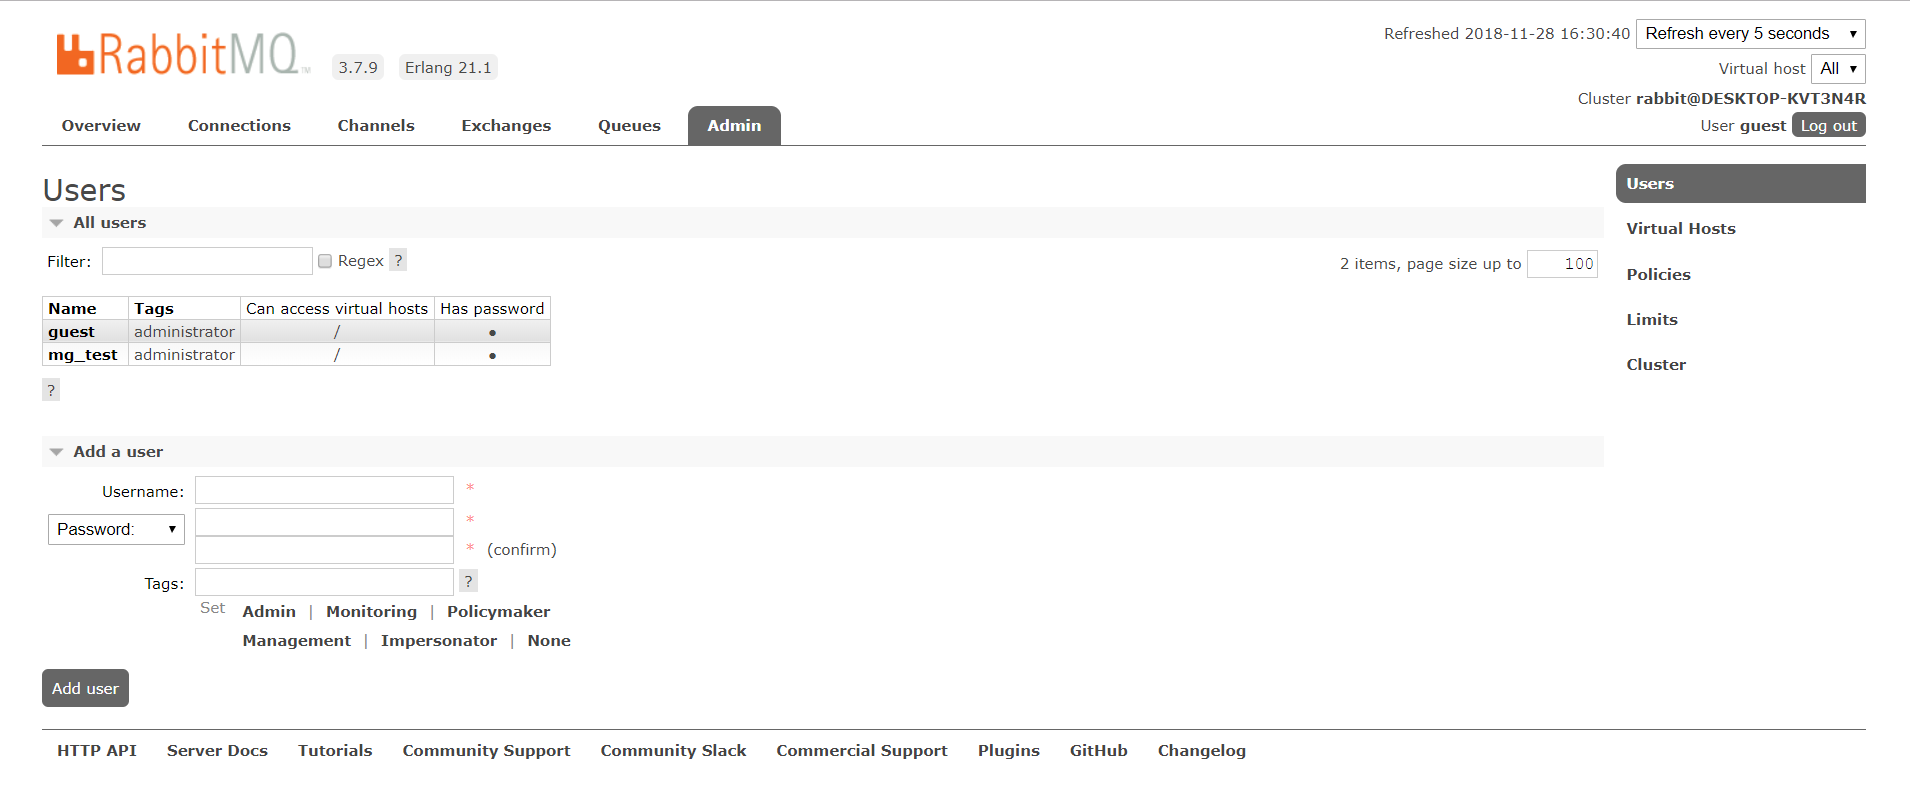 RabbitMQ TM 3.7.9 Erlang 21.1
Refreshed 2018-11-28 16:30:40 Refresh every 5 seconds
Virtual host All
Cluster rabbit@DESKTOP-KVT3N4R
User guest Log out
Overview Connections Channels Exchanges Queues Admin
Users
All users
Filter: Regex ? 2 items, page size up to 100
Name Tags Can access virtual hosts Has password
guest administrator / ●
mg_test administrator / ●
?
Add a user
Username: *
Password: *
* (confirm)
Tags: ?
Set Admin | Monitoring | Policymaker
Management | Impersonator | None
Add user
Users
Virtual Hosts
Policies
Limits
Cluster
HTTP API Server Docs Tutorials Community Support Community Slack Commercial Support Plugins GitHub Changelog